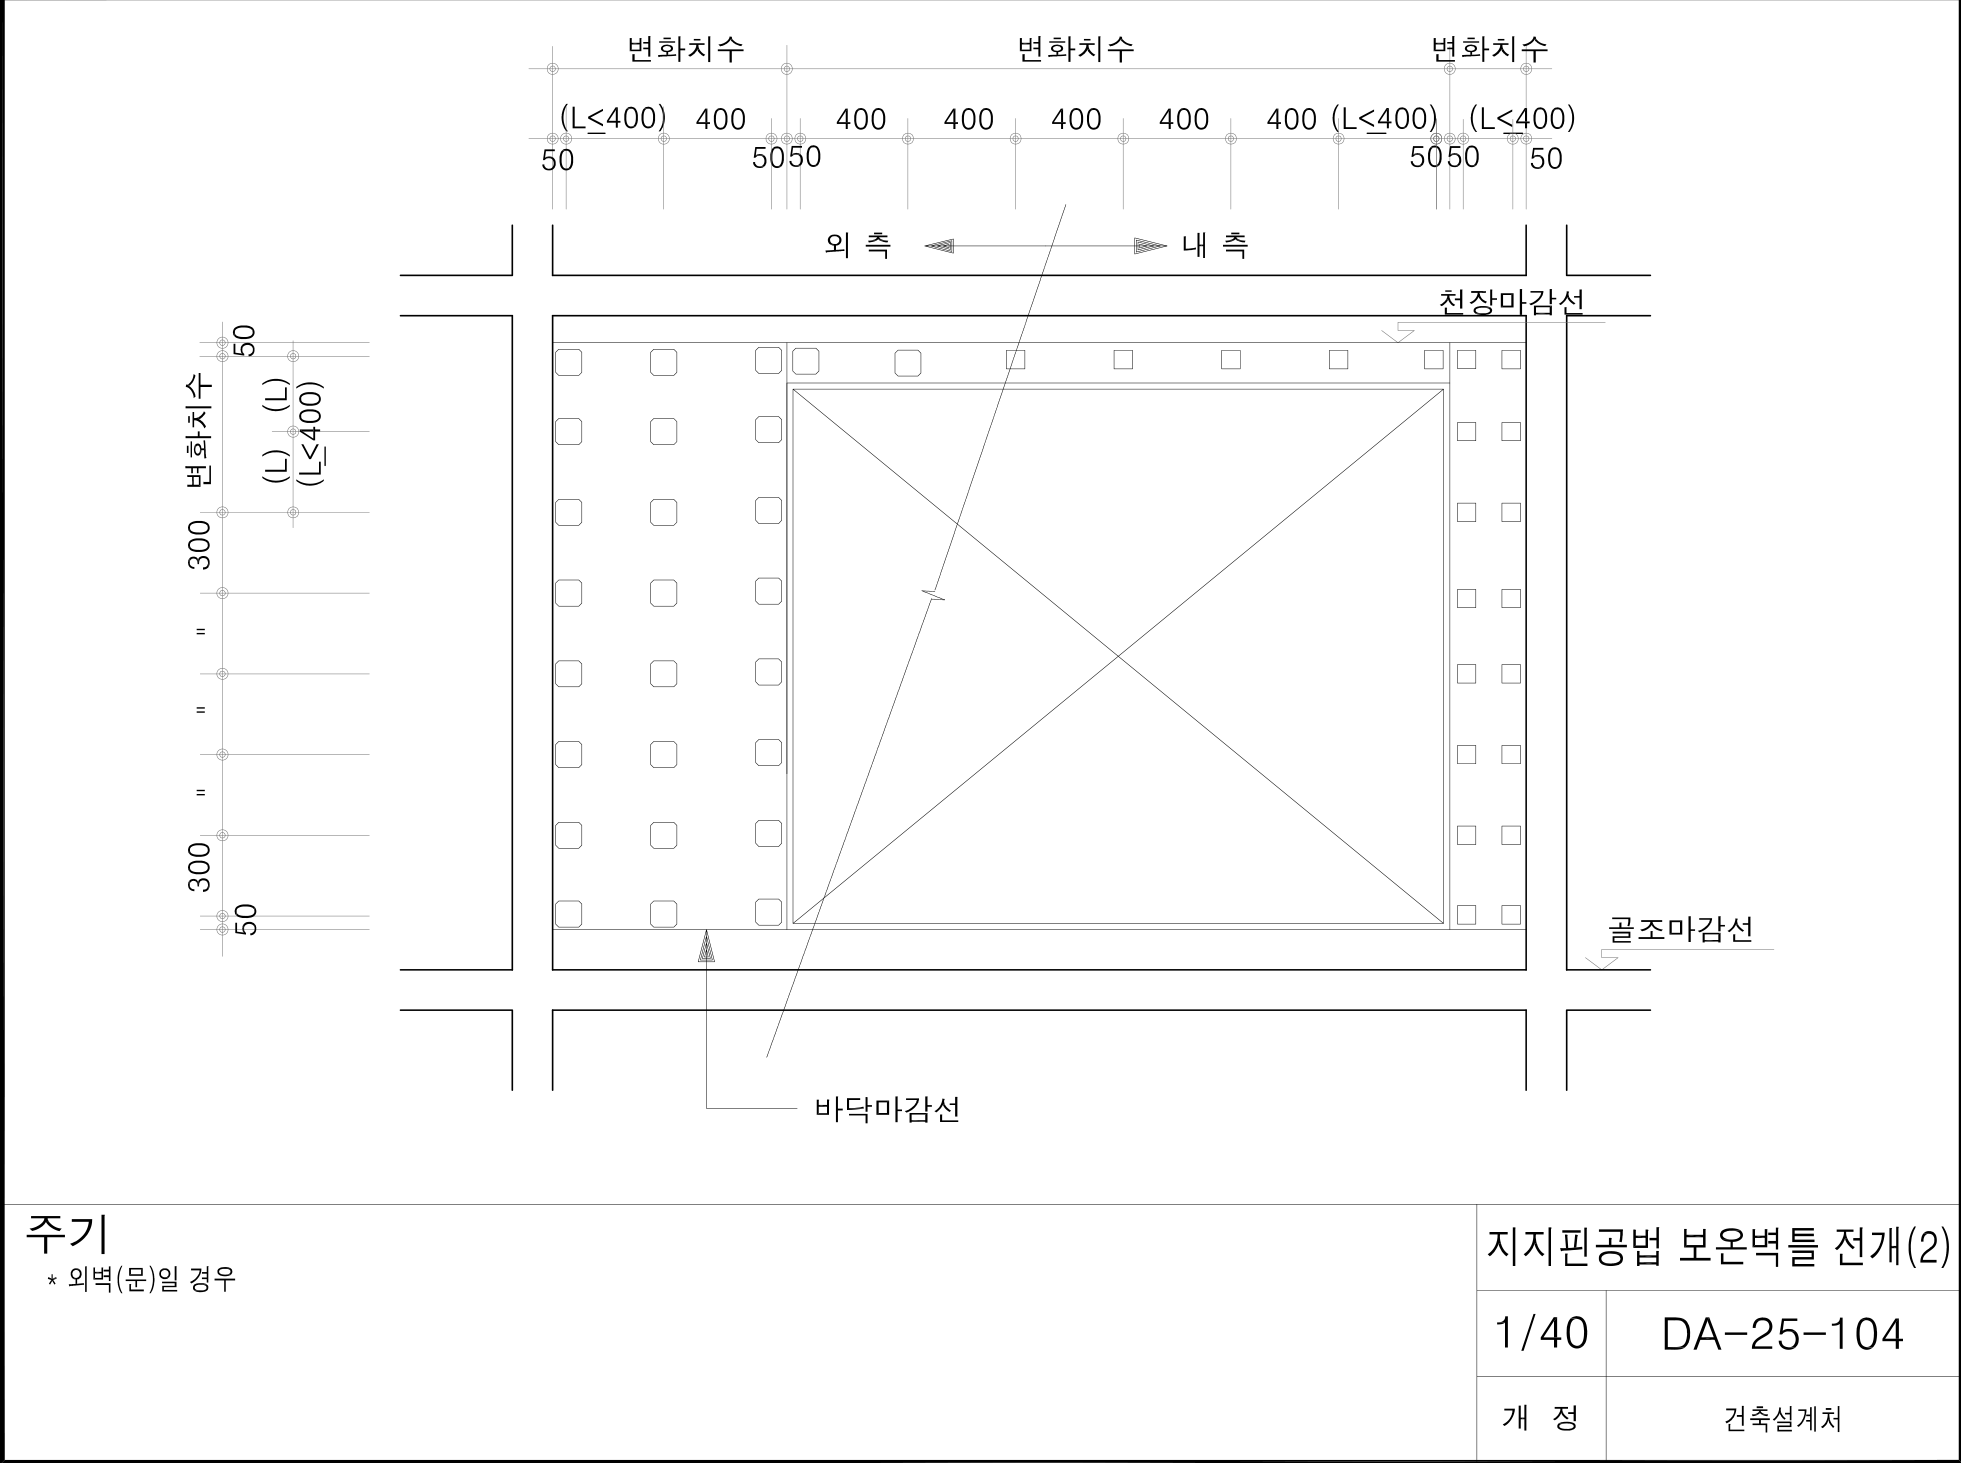 변화치수 변화치수 변화치수
(L≤400) 400 400 400 400 400 400 (L≤400) (L≤400)
50 50 50 50 50 50
외 측 내 측
천장마감선
50
변화치수 (L) (L) (L≤400)
300
=
=
=
300
50
골조마감선
바닥마감선
주기
* 외벽(문)일 경우
지지핀공법 보온벽틀 전개(2)
1/40 DA-25-104
개 정 건축설계처